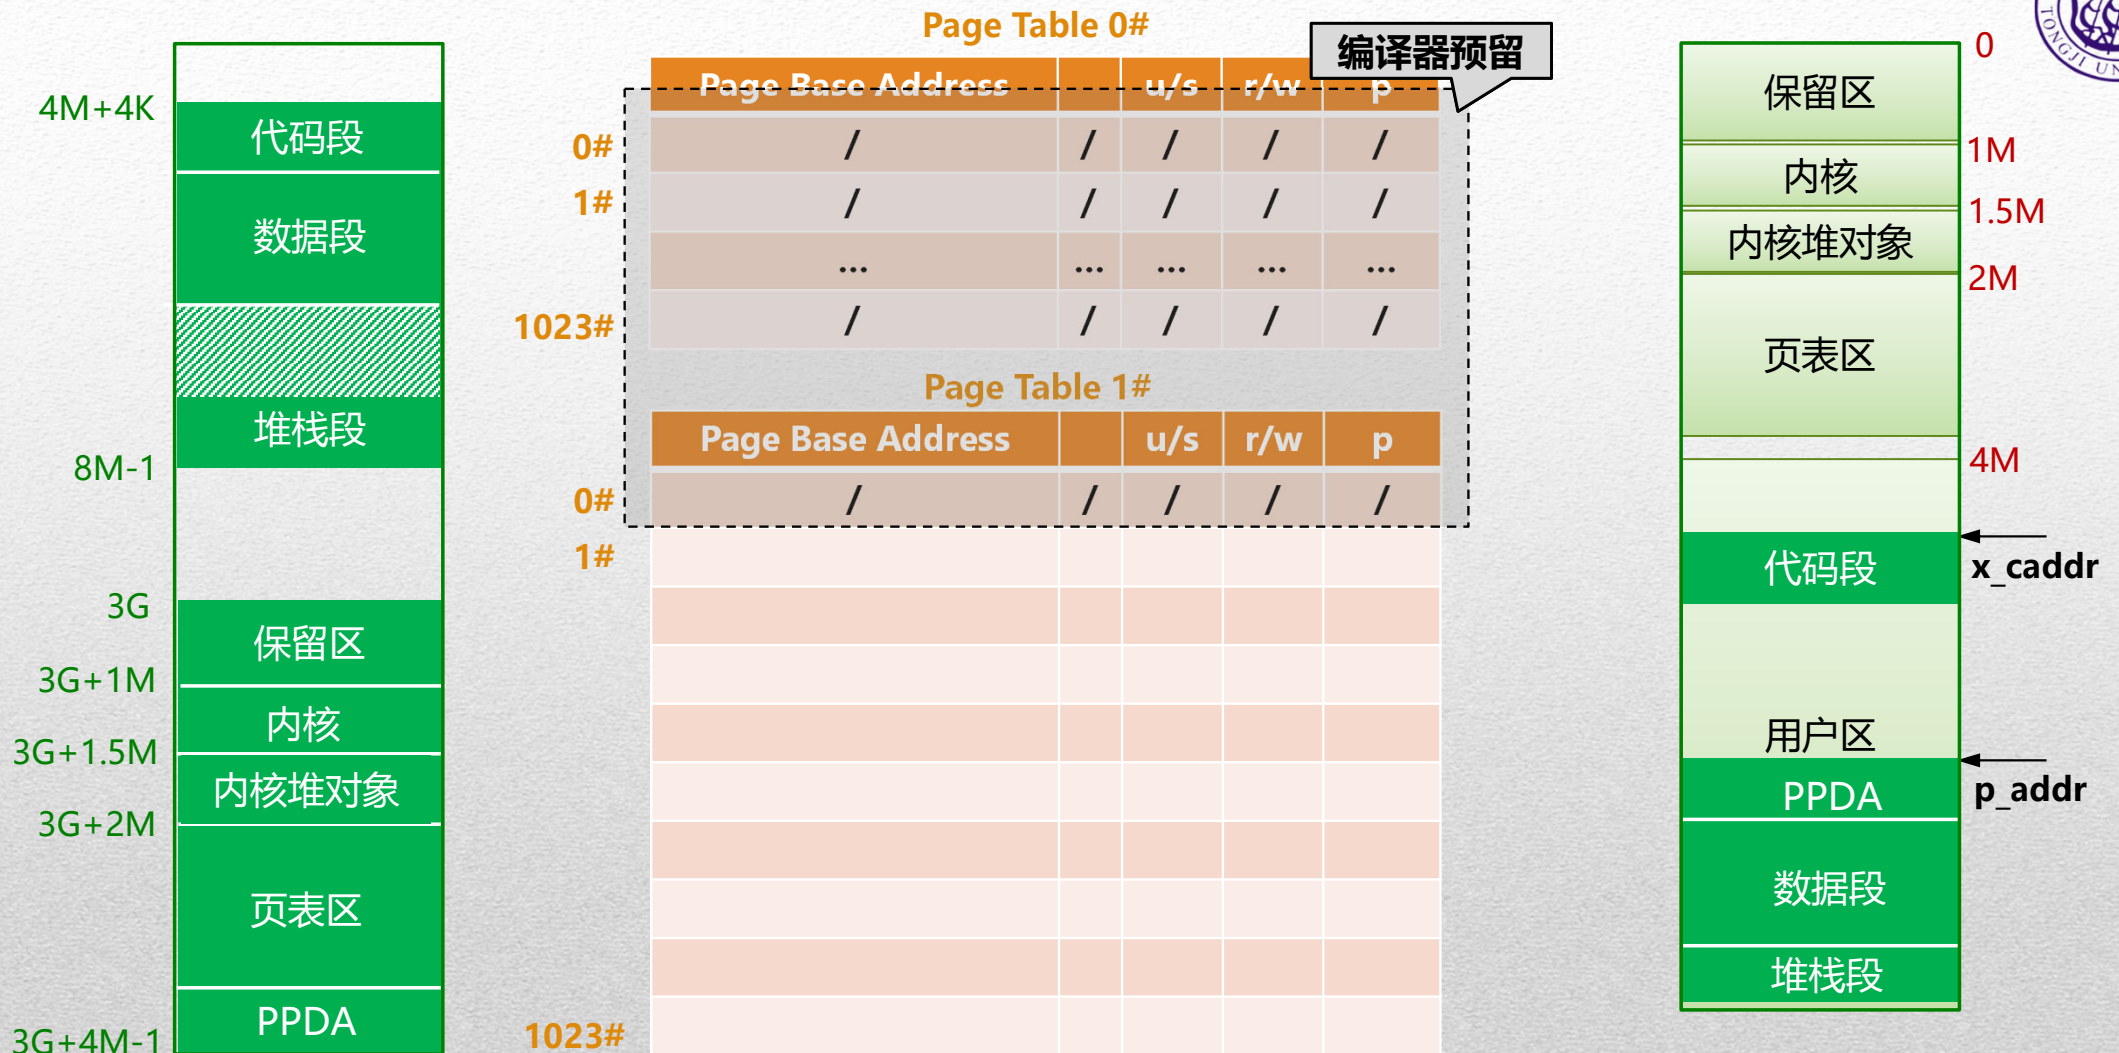 4M+4K
代码段
数据段
堆栈段
8M-1
3G
保留区
3G+1M
内核
3G+1.5M
内核堆对象
3G+2M
页表区
PPDA
3G+4M-1
Page Table 0#
编译器预留
Page Base Address u/s r/w p
0# / / / / /
1# / / / / /
... ... ... ... ...
1023# / / / / /
Page Table 1#
Page Base Address u/s r/w p
0# / / / / /
1#
1023#
0
保留区
1M
内核
1.5M
内核堆对象
2M
页表区
4M
代码段
x_caddr
用户区
p_addr
PPDA
数据段
堆栈段
TONGJI UN